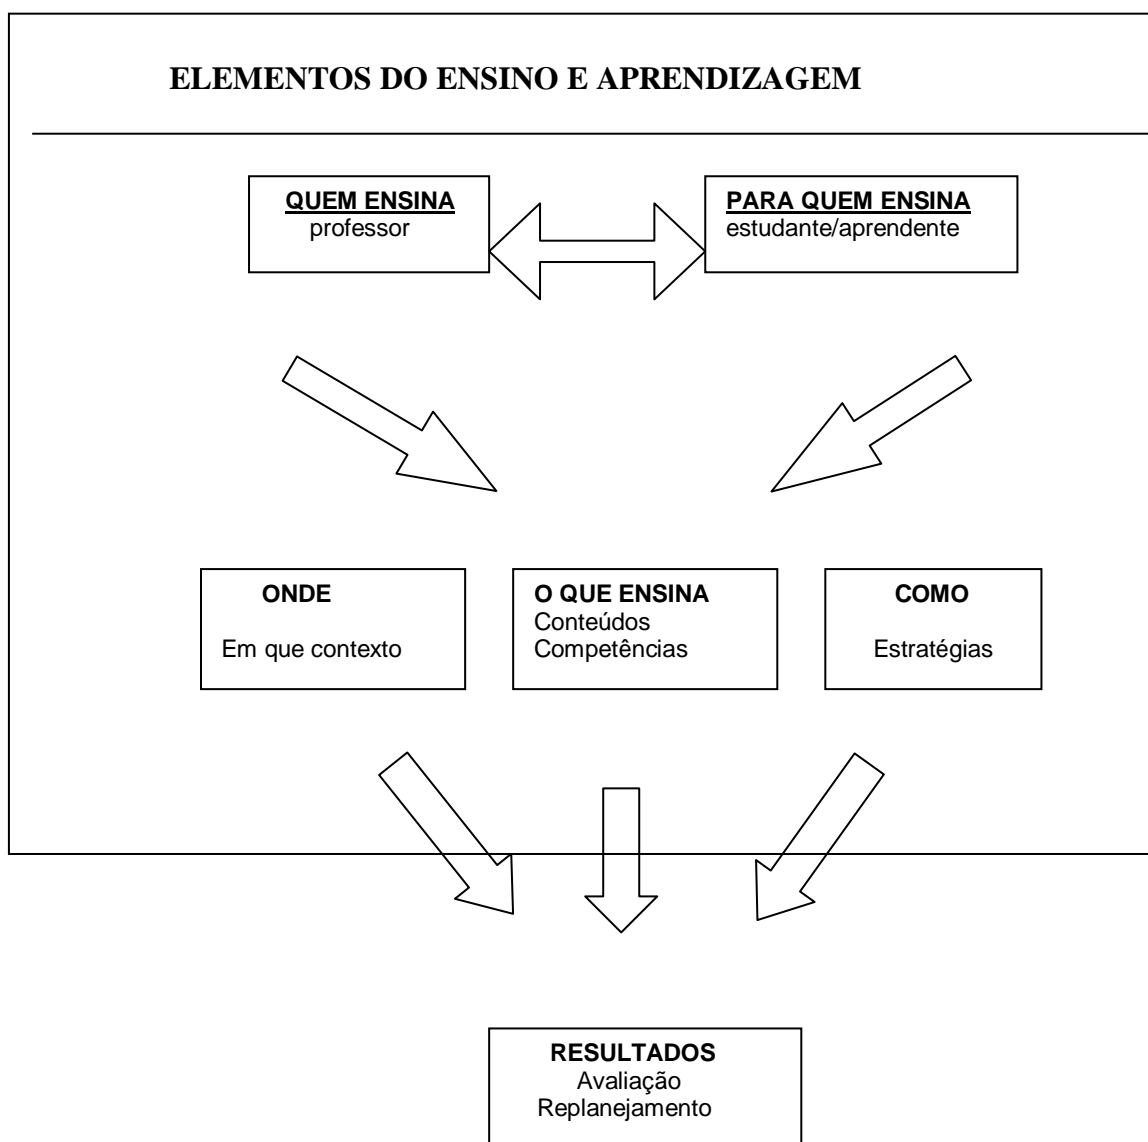 ELEMENTOS DO ENSINO E APRENDIZAGEM
QUEM ENSINA
professor
PARA QUEM ENSINA
estudante/aprendente
ONDE
Em que contexto
O QUE ENSINA
Conteúdos
Competências
COMO
Estratégias
RESULTADOS
Avaliação
Replanejamento